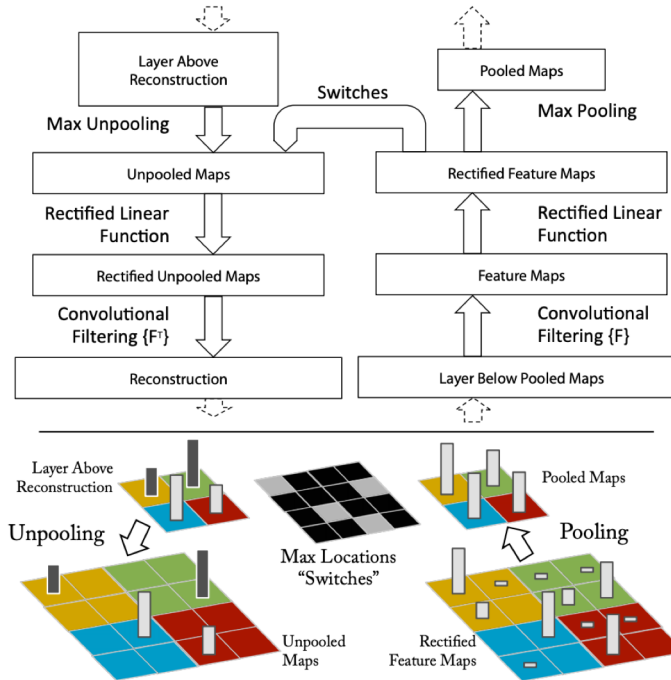 Layer Above
Reconstruction
Pooled Maps
Switches
Max Unpooling
Max Pooling
Unpooled Maps
Rectified Feature Maps
Rectified Linear
Function
Rectified Linear
Function
Rectified Unpooled Maps
Feature Maps
Convolutional
Filtering {Fᵀ}
Convolutional
Filtering {F}
Reconstruction
Layer Below Pooled Maps
Layer Above
Reconstruction
Pooled Maps
Unpooling
Pooling
Max Locations
“Switches”
Unpooled
Maps
Rectified
Feature Maps